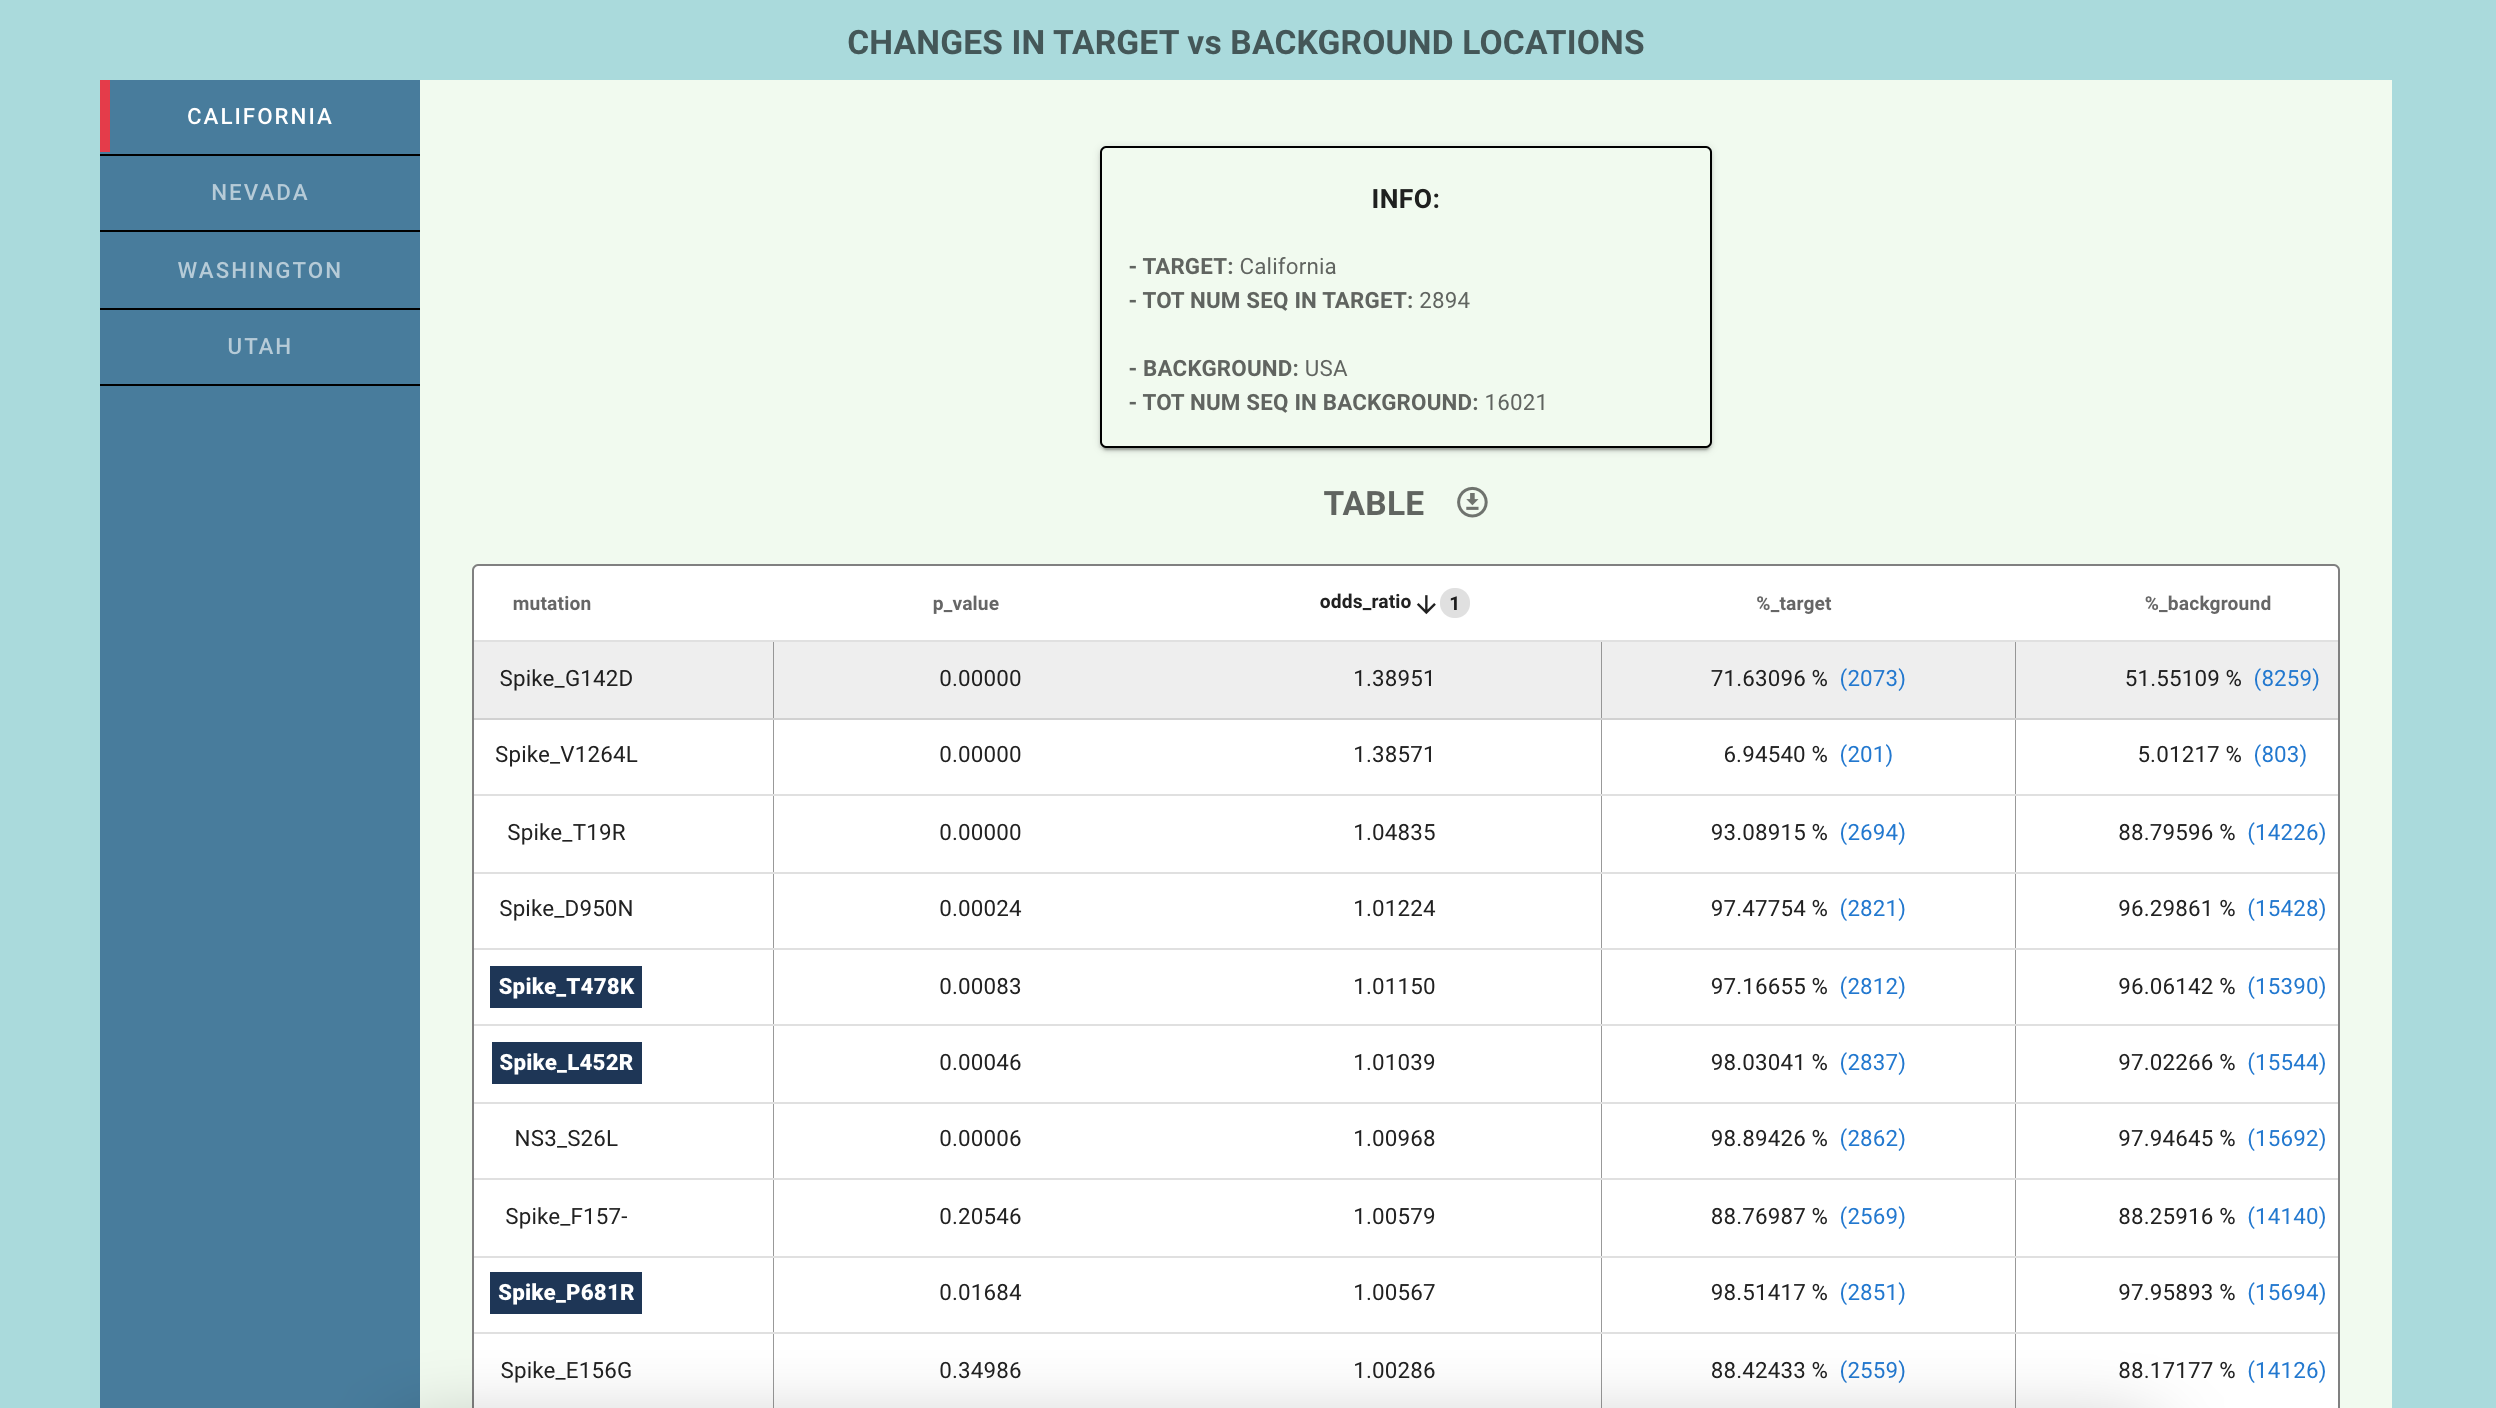 CHANGES IN TARGET vs BACKGROUND LOCATIONS
CALIFORNIA
NEVADA
WASHINGTON
UTAH
INFO:
- TARGET: California
- TOT NUM SEQ IN TARGET: 2894
- BACKGROUND: USA
- TOT NUM SEQ IN BACKGROUND: 16021
TABLE
mutation p_value odds_ratio 1 %_target %_background
Spike_G142D 0.00000 1.38951 71.63096 % (2073) 51.55109 % (8259)
Spike_V1264L 0.00000 1.38571 6.94540 % (201) 5.01217 % (803)
Spike_T19R 0.00000 1.04835 93.08915 % (2694) 88.79596 % (14226)
Spike_D950N 0.00024 1.01224 97.47754 % (2821) 96.29861 % (15428)
Spike_T478K 0.00083 1.01150 97.16655 % (2812) 96.06142 % (15390)
Spike_L452R 0.00046 1.01039 98.03041 % (2837) 97.02266 % (15544)
NS3_S26L 0.00006 1.00968 98.89426 % (2862) 97.94645 % (15692)
Spike_F157- 0.20546 1.00579 88.76987 % (2569) 88.25916 % (14140)
Spike_P681R 0.01684 1.00567 98.51417 % (2851) 97.95893 % (15694)
Spike_E156G 0.34986 1.00286 88.42433 % (2559) 88.17177 % (14126)